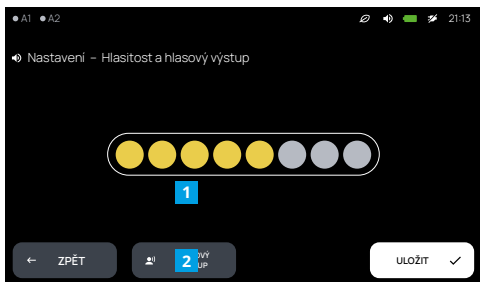 A1 A2 21:13
Nastavení – Hlasitost a hlasový výstup
1
← ZPĚT
2
ULOŽIT ✓